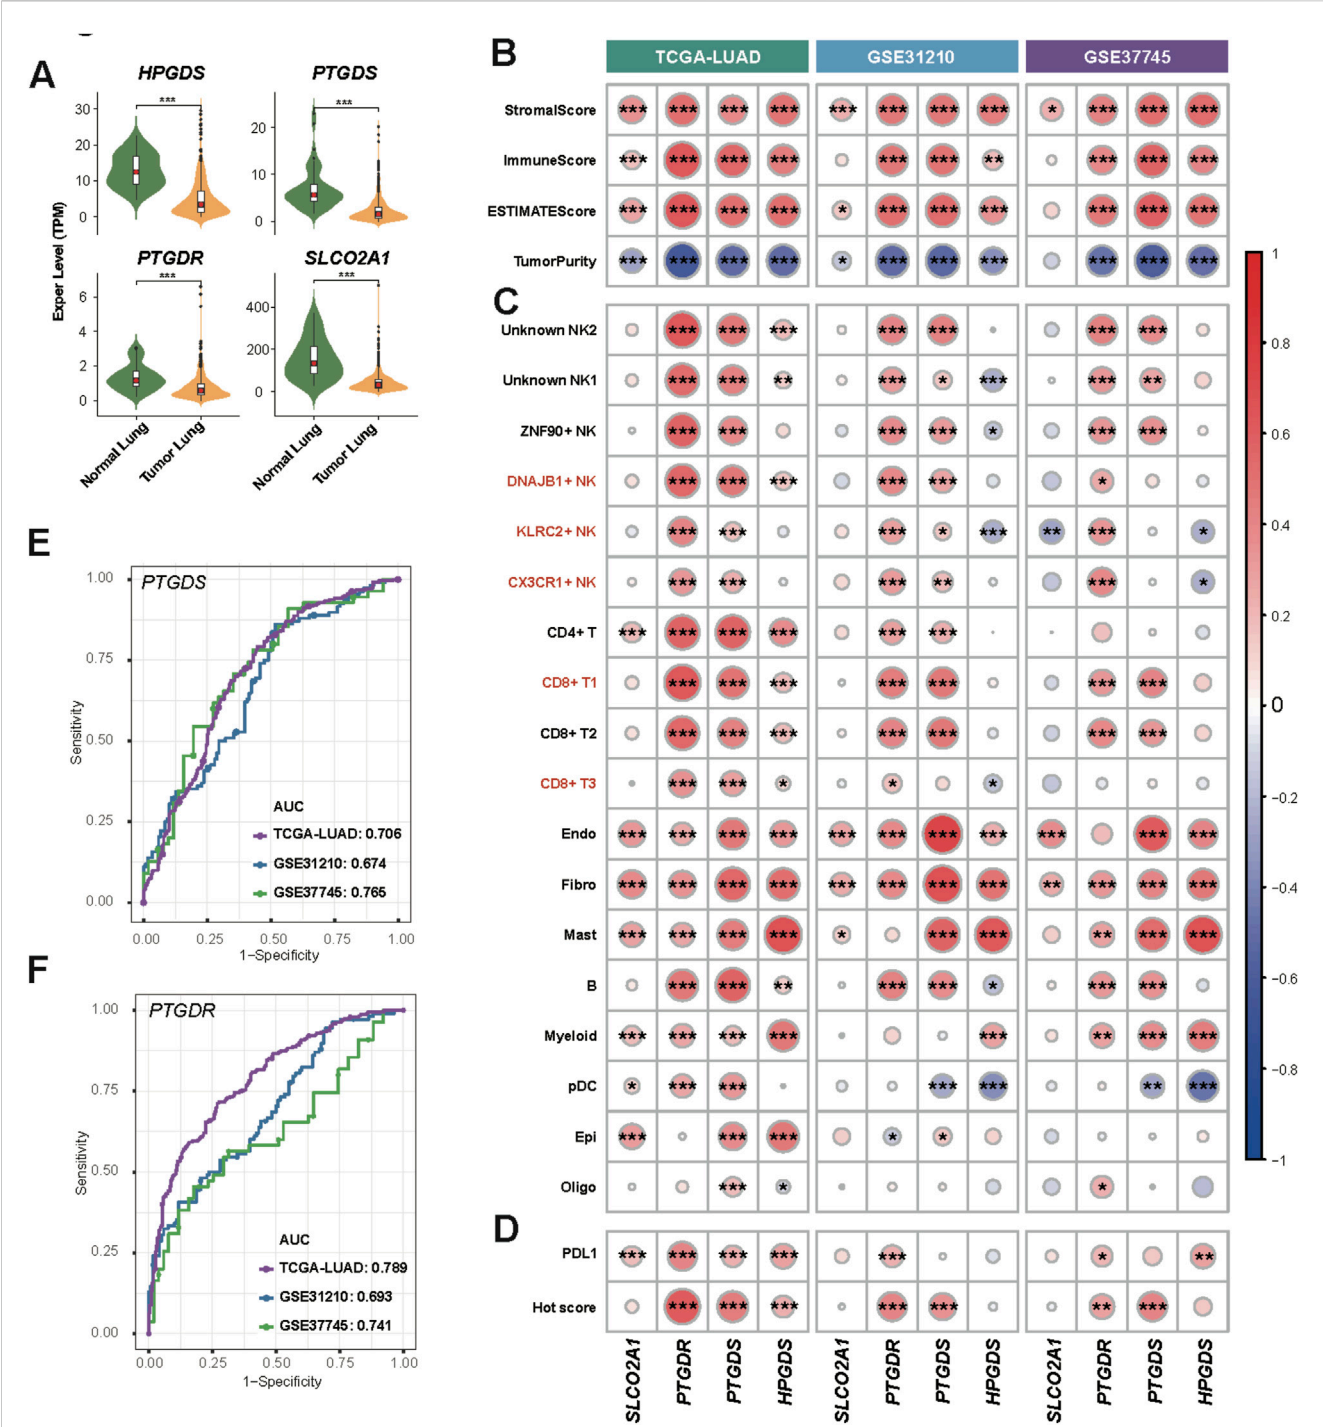 A
HPGDS
PTGDS
***
***
30
20
10
0
20
10
0
Exper Level (TPM)
PTGDR
SLCO2A1
***
***
6
4
2
0
400
200
0
Normal Lung
Tumor Lung
Normal Lung
Tumor Lung
B
TCGA-LUAD GSE31210 GSE37745
StromalScore *** *** *** *** *** *** *** *** * *** *** ***
ImmuneScore *** *** *** *** *** *** ** *** *** ***
ESTIMATEScore *** *** *** *** * *** *** *** *** *** ***
TumorPurity *** *** *** *** * *** *** *** *** *** ***
C
Unknown NK2 *** *** *** *** *** *** ***
Unknown NK1 *** *** ** *** * *** *** **
ZNF90+ NK *** *** *** *** * *** ***
DNAJB1+ NK *** *** *** *** *** *
KLRC2+ NK *** *** *** * *** ** *** *
CX3CR1+ NK *** *** *** ** *** *
CD4+ T *** *** *** *** *** ***
CD8+ T1 *** *** *** *** *** *** ***
CD8+ T2 *** *** *** *** *** *** ***
CD8+ T3 *** *** * * *
Endo *** *** *** *** *** *** *** *** *** *** ***
Fibro *** *** *** *** *** *** *** *** ** *** *** ***
Mast *** *** *** *** * *** *** ** *** ***
B *** *** ** *** *** * *** ***
Myeloid *** *** *** *** *** ** *** ***
pDC * *** *** *** *** ** ***
Epi *** *** *** * *
Oligo *** * *
D
PDL1 *** *** *** *** *** * **
Hot score *** *** *** *** *** ** ***
SLCO2A1
PTGDR
PTGDS
HPGDS
SLCO2A1
PTGDR
PTGDS
HPGDS
SLCO2A1
PTGDR
PTGDS
HPGDS
1
0.8
0.6
0.4
0.2
0
−0.2
−0.4
−0.6
−0.8
−1
E
PTGDS
1.00
0.75
0.50
0.25
0.00
Sensitivity
AUC
TCGA-LUAD: 0.706
GSE31210: 0.674
GSE37745: 0.765
0.00 0.25 0.50 0.75 1.00
1−Specificity
F
PTGDR
1.00
0.75
0.50
0.25
0.00
Sensitivity
AUC
TCGA-LUAD: 0.789
GSE31210: 0.693
GSE37745: 0.741
0.00 0.25 0.50 0.75 1.00
1−Specificity